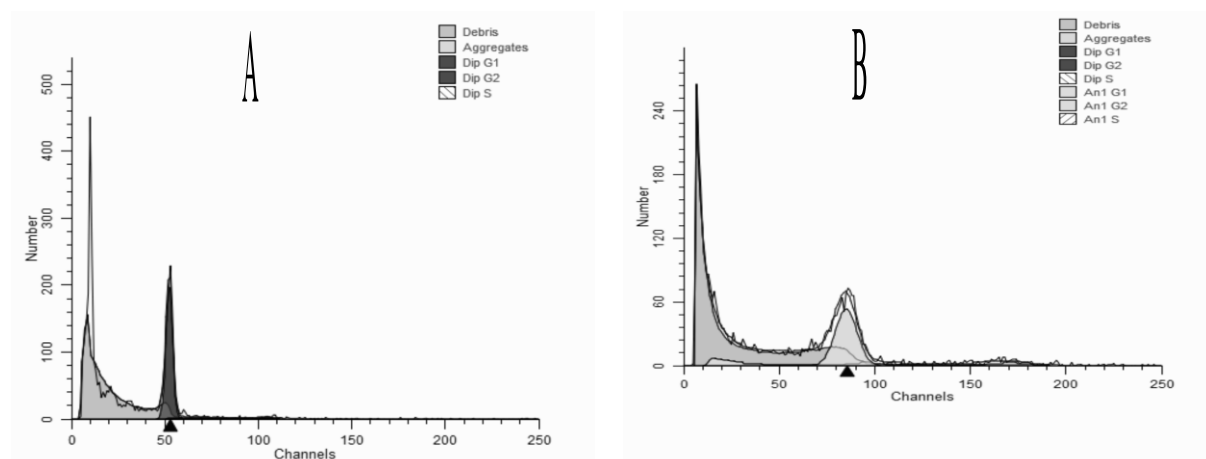 A
Debris
Aggregates
Dip G1
Dip G2
Dip S
Number
500
400
300
200
100
0
0 50 100 150 200 250
Channels
B
Debris
Aggregates
Dip G1
Dip G2
Dip S
An1 G1
An1 G2
An1 S
Number
240
180
120
60
0
0 50 100 150 200 250
Channels